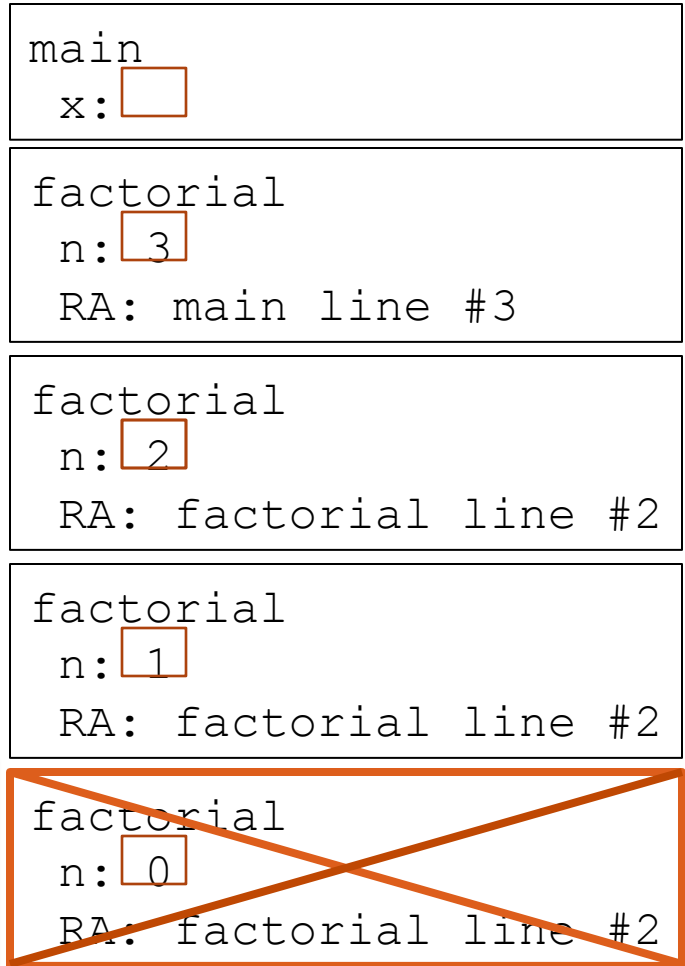 main
x:
factorial
n: 3
RA: main line #3
factorial
n: 2
RA: factorial line #2
factorial
n: 1
RA: factorial line #2
factorial
n: 0
RA: factorial line #2